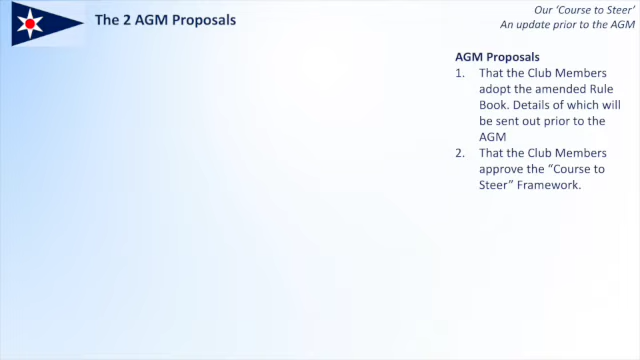 The 2 AGM Proposals
Our ‘Course to Steer’
An update prior to the AGM
AGM Proposals
1. That the Club Members
adopt the amended Rule
Book. Details of which will
be sent out prior to the
AGM
2. That the Club Members
approve the “Course to
Steer” Framework.